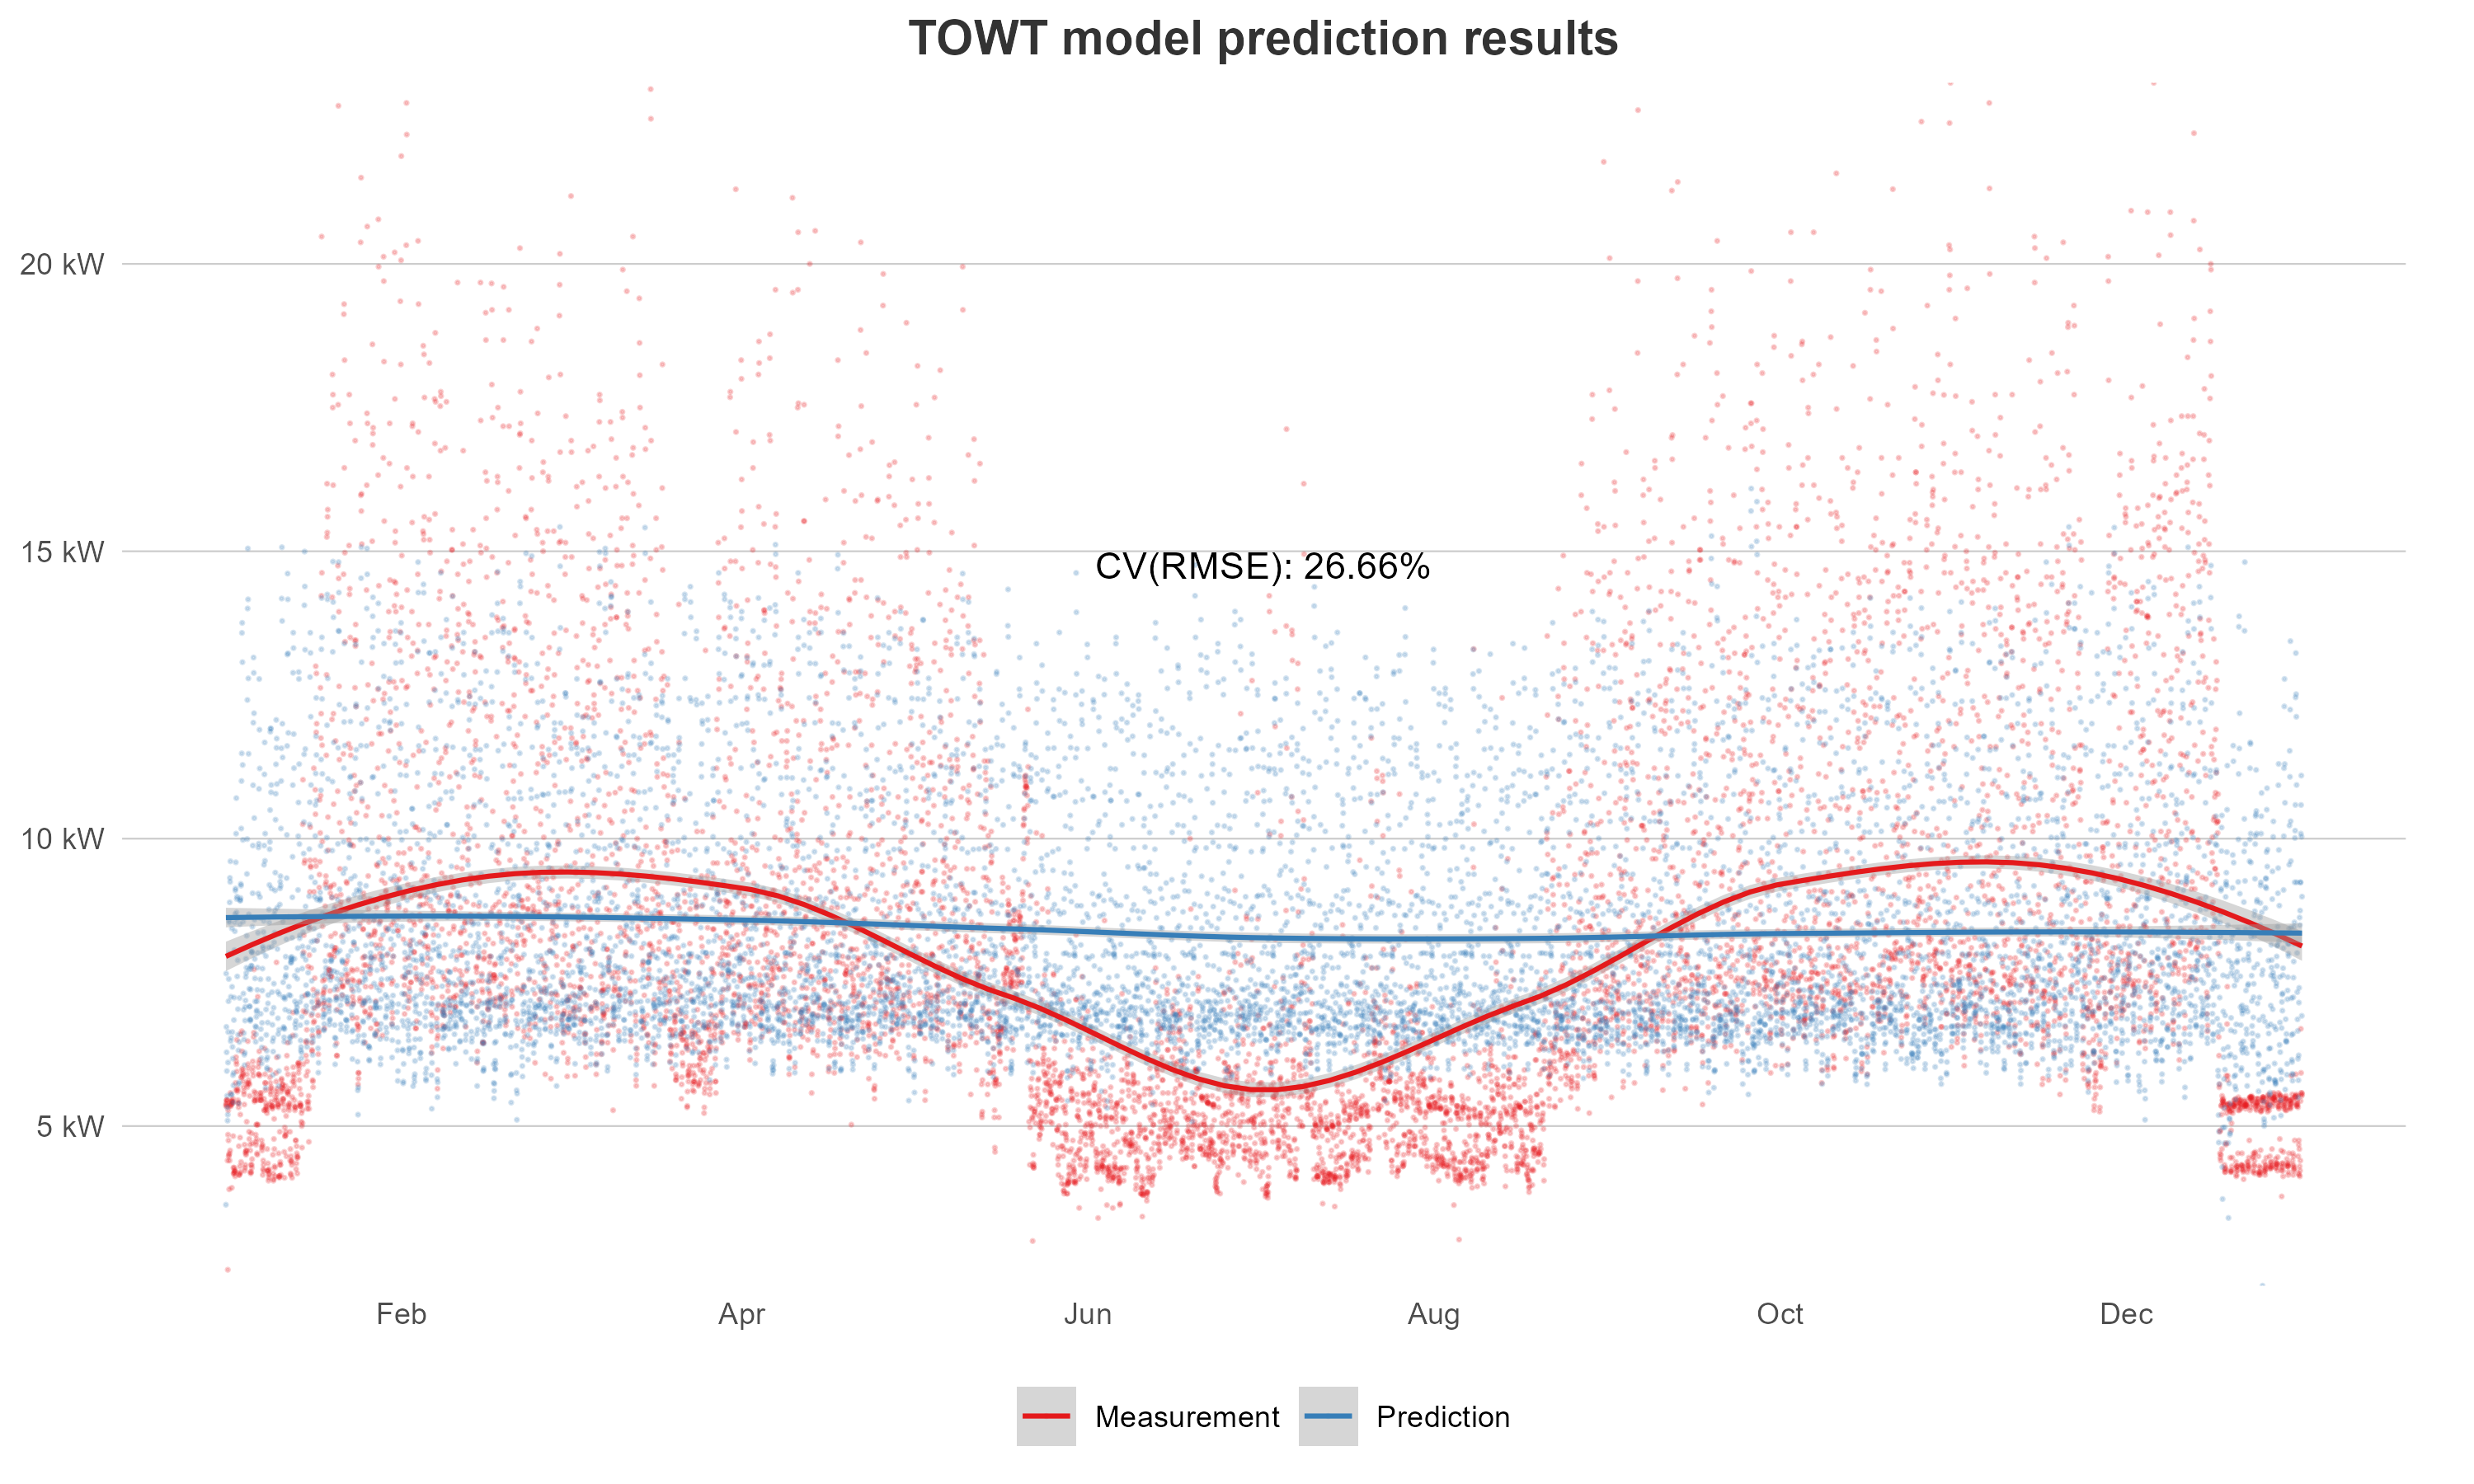 TOWT model prediction results
20 kW
15 kW
CV(RMSE): 26.66%
10 kW
5 kW
Feb Apr Jun Aug Oct Dec
Measurement Prediction